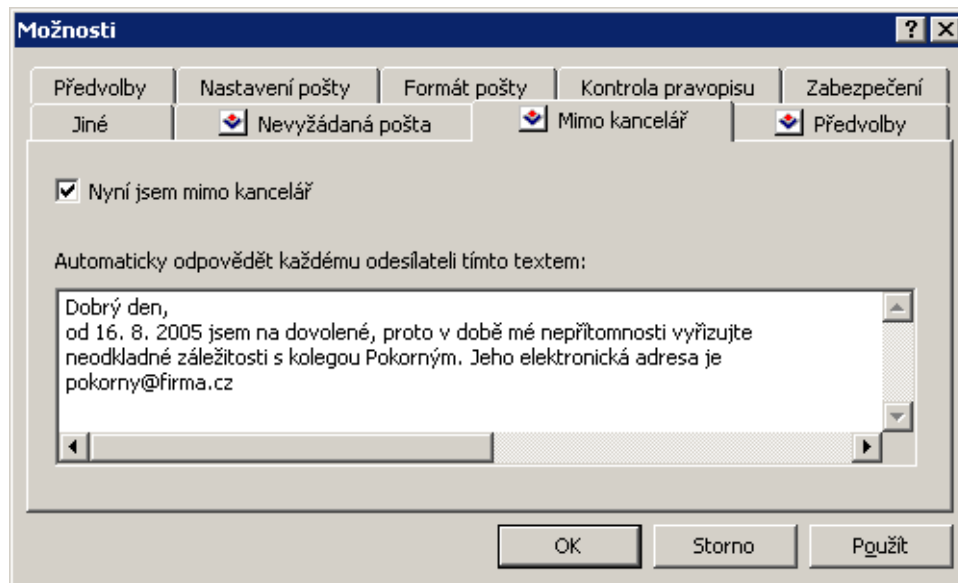 Možnosti
Předvolby
Nastavení pošty
Formát pošty
Kontrola pravopisu
Zabezpečení
Jiné
Nevyžádaná pošta
Mimo kancelář
Předvolby
Nyní jsem mimo kancelář
Automaticky odpovědět každému odesílateli tímto textem:
Dobrý den,
od 16. 8. 2005 jsem na dovolené, proto v době mé nepřítomnosti vyřizujte
neodkladné záležitosti s kolegou Pokorným. Jeho elektronická adresa je
pokorny@firma.cz
OK
Storno
Použít